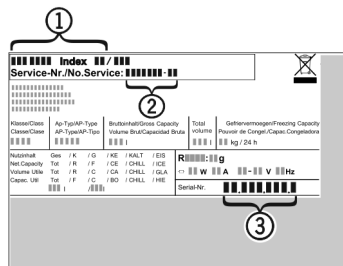 1
Index /
Service-Nr./No.Service: -
2
Klasse/Class Ap-Typ/AP-Type Bruttoinhalt/Gross Capacity Total Gefriervermoegen/Freezing Capacity
Classe/Clase AP-Type/AP-Tipo Volume Brut/Capacidad Bruta volume Pouvoir de Congel./Capac.Congeladora
l l kg / 24 h
Nutzinhalt Ges / K / G / KE / KALT / EIS
Net.Capacity Tot / R / F / CE / CHILL / ICE
Volume Utile Tot / R / C / CA / CHILL / GLA
Capac. Util Tot / F / C / BO / CHILL / HIE
l / l
R : g
W A - V Hz
Serial-Nr. . . .
3